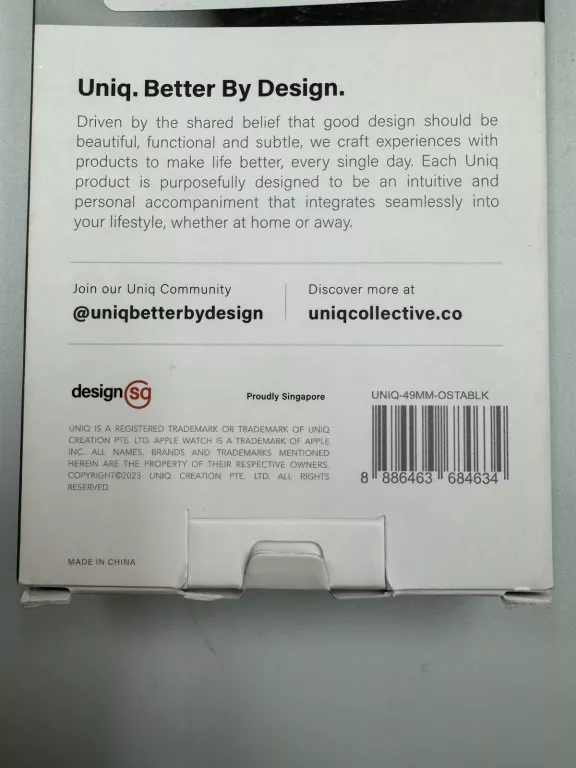 Uniq. Better By Design.
Driven by the shared belief that good design should be
beautiful, functional and subtle, we craft experiences with
products to make life better, every single day. Each Uniq
product is purposefully designed to be an intuitive and
personal accompaniment that integrates seamlessly into
your lifestyle, whether at home or away.
Join our Uniq Community
@uniqbetterbydesign
Discover more at
uniqcollective.co
design sg
Proudly Singapore
UNIQ IS A REGISTERED TRADEMARK OR TRADEMARK OF UNIQ
CREATION PTE. LTD. APPLE WATCH IS A TRADEMARK OF APPLE
INC. ALL NAMES, BRANDS AND TRADEMARKS MENTIONED
HEREIN ARE THE PROPERTY OF THEIR RESPECTIVE OWNERS.
COPYRIGHT©2023 UNIQ CREATION PTE. LTD. ALL RIGHTS
RESERVED.
UNIQ-49MM-OSTABLK
8 886463 684634
MADE IN CHINA